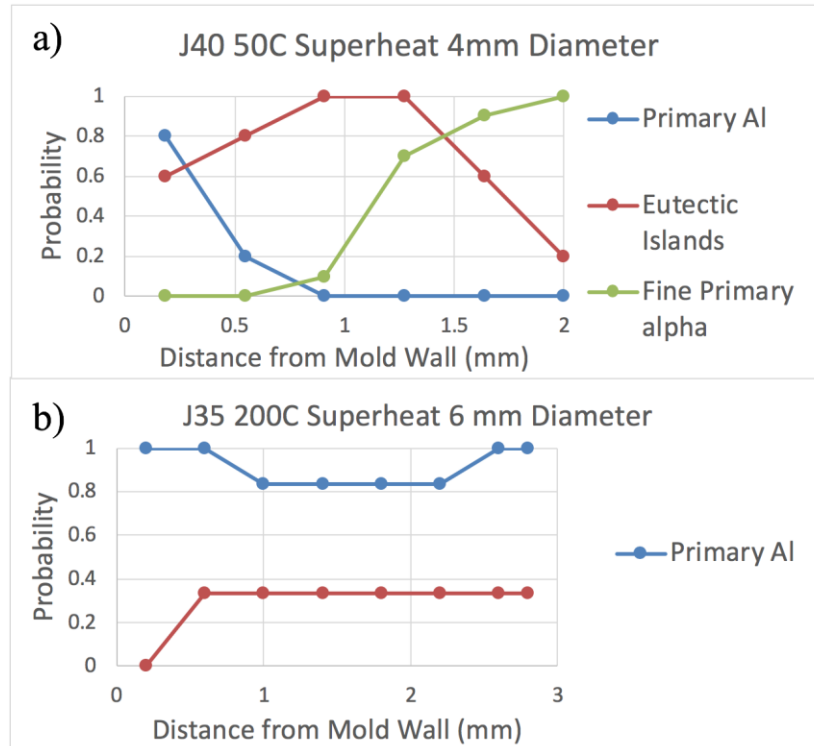 a)
J40 50C Superheat 4mm Diameter
1
0.8
0.6
0.4
0.2
0
Probability
0
0.5
1
1.5
2
Distance from Mold Wall (mm)
Primary Al
Eutectic
Islands
Fine Primary
alpha
b)
J35 200C Superheat 6 mm Diameter
1
0.8
0.6
0.4
0.2
0
Probability
0
1
2
3
Distance from Mold Wall (mm)
Primary Al